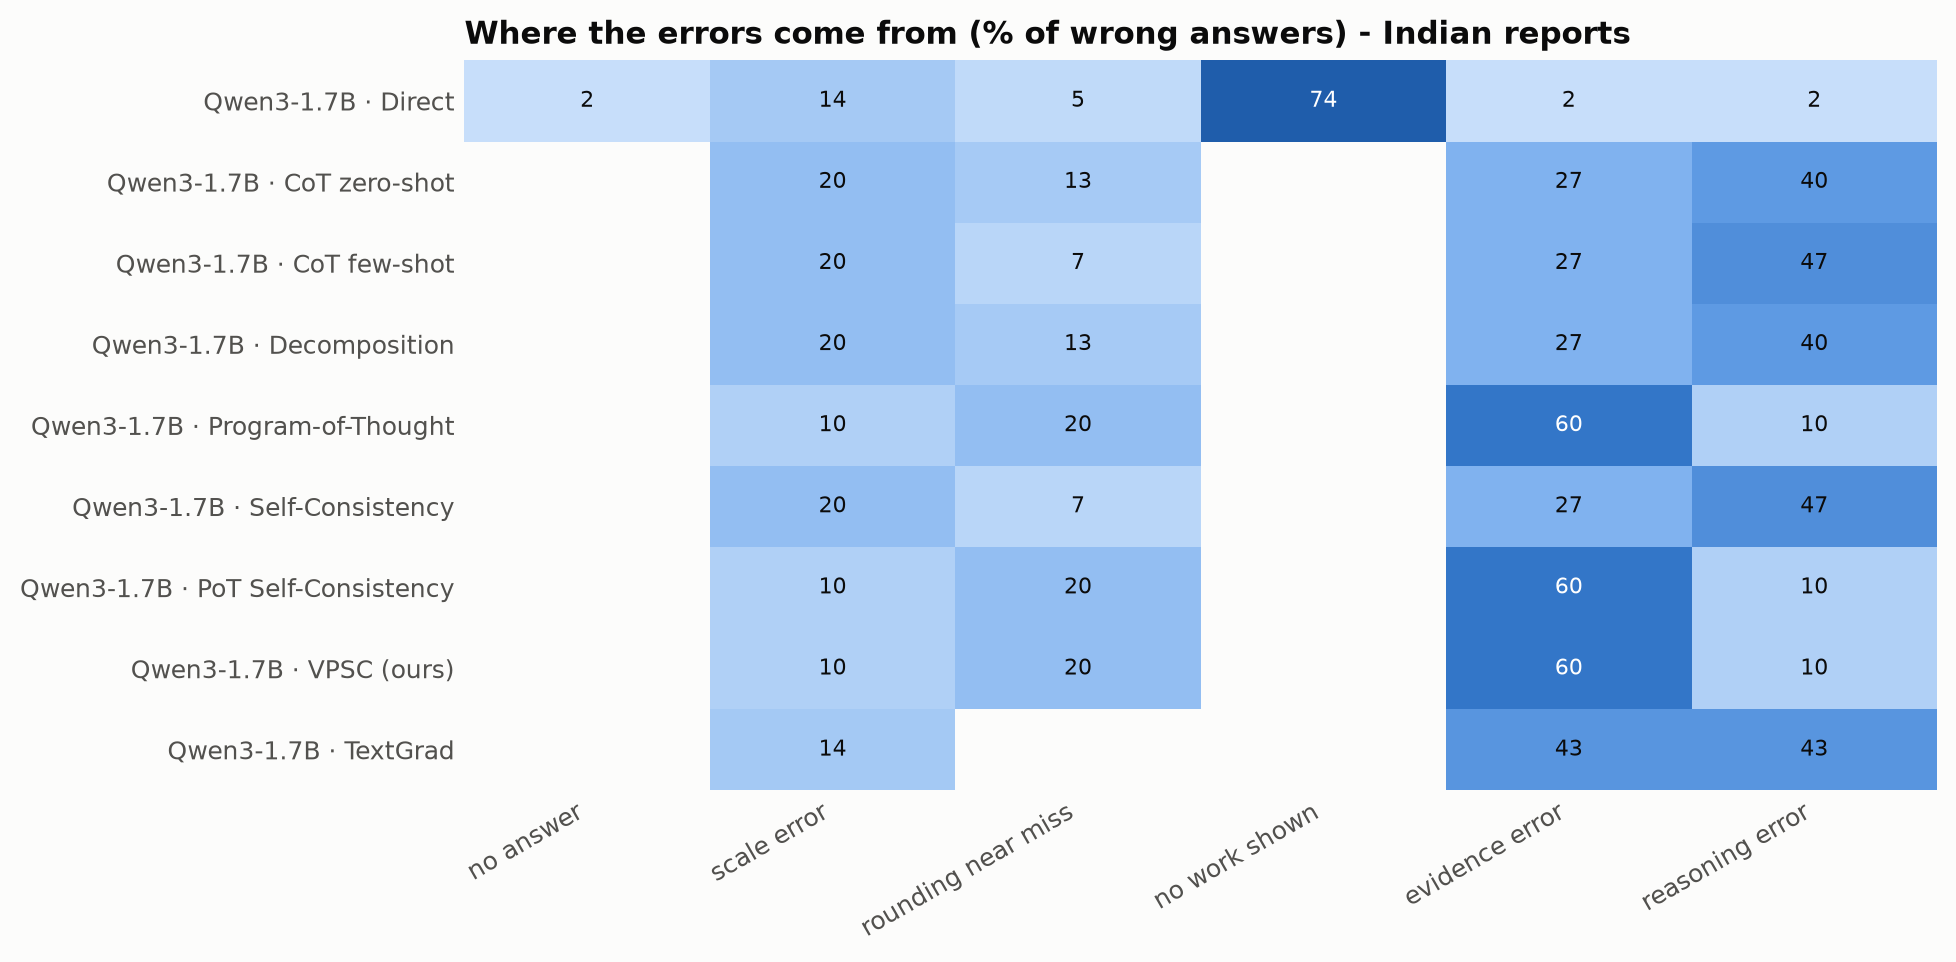 Where the errors come from (% of wrong answers) - Indian reports
Qwen3-1.7B · Direct 2 14 5 74 2 2
Qwen3-1.7B · CoT zero-shot 20 13 27 40
Qwen3-1.7B · CoT few-shot 20 7 27 47
Qwen3-1.7B · Decomposition 20 13 27 40
Qwen3-1.7B · Program-of-Thought 10 20 60 10
Qwen3-1.7B · Self-Consistency 20 7 27 47
Qwen3-1.7B · PoT Self-Consistency 10 20 60 10
Qwen3-1.7B · VPSC (ours) 10 20 60 10
Qwen3-1.7B · TextGrad 14 43 43
no answer
scale error
rounding near miss
no work shown
evidence error
reasoning error